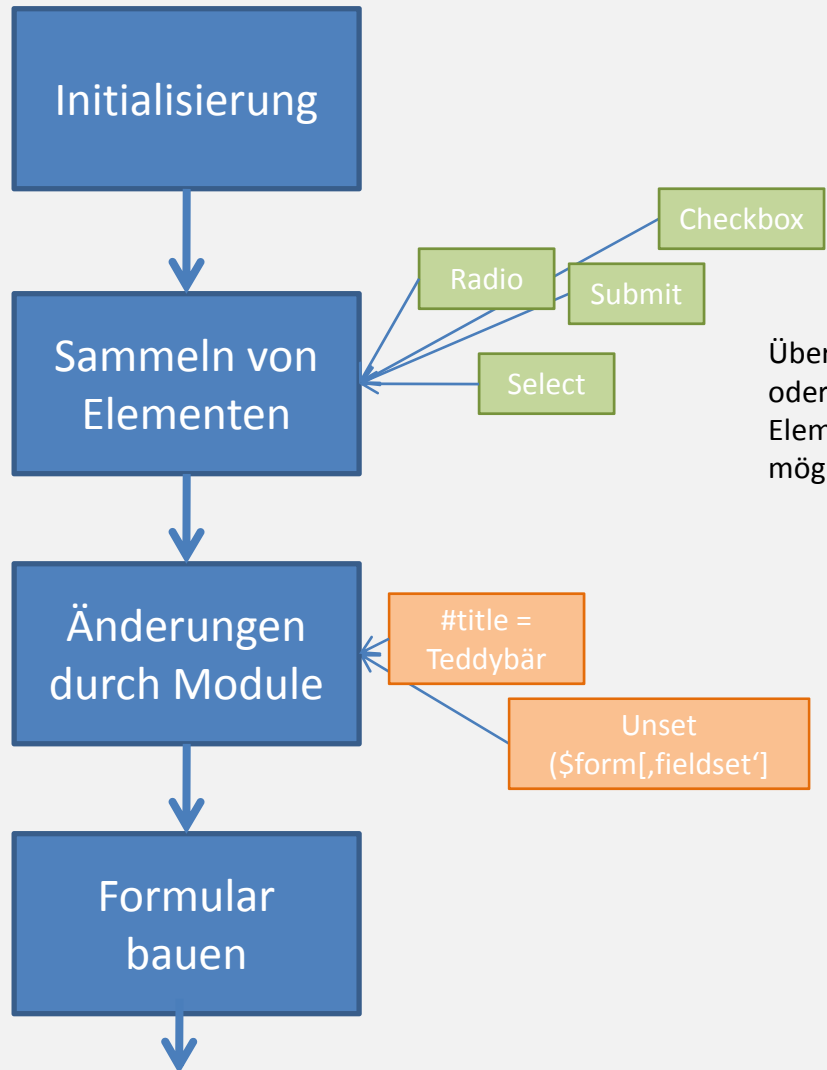 Initialisierung
Sammeln von
Elementen
Checkbox
Radio
Submit
Select
Über
oder
mög
Änderungen
durch Module
#title =
Teddybär
Unset
($form[‚fieldset‘]
Formular
bauen